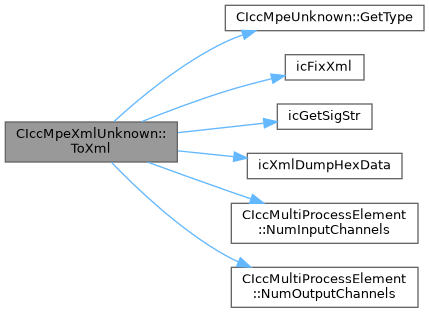 CIccMpeXmlUnknown::
ToXml
CIccMpeUnknown::GetType
icFixXml
icGetSigStr
icXmlDumpHexData
CIccMultiProcessElement
::NumInputChannels
CIccMultiProcessElement
::NumOutputChannels